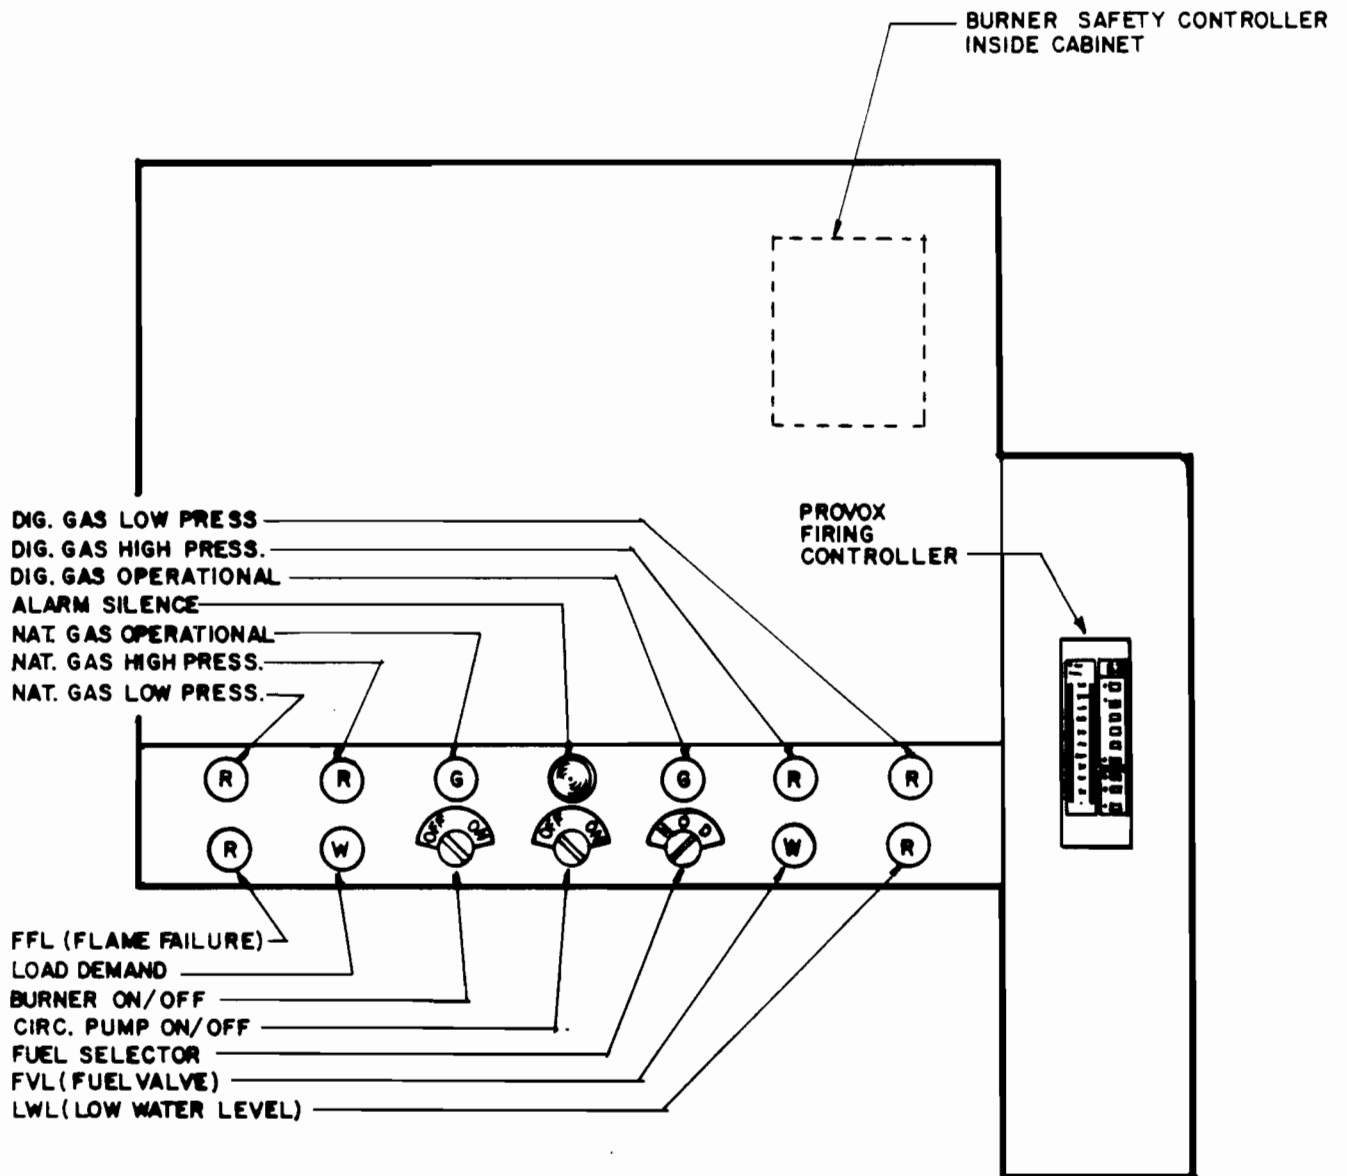 BURNER SAFETY CONTROLLER
INSIDE CABINET
DIG. GAS LOW PRESS
DIG. GAS HIGH PRESS.
DIG. GAS OPERATIONAL
ALARM SILENCE
NAT. GAS OPERATIONAL
NAT. GAS HIGH PRESS.
NAT. GAS LOW PRESS.
PROVOX
FIRING
CONTROLLER
R R G G R R
OFF ON OFF ON N O D
R W W R
FFL (FLAME FAILURE)
LOAD DEMAND
BURNER ON/OFF
CIRC. PUMP ON/OFF
FUEL SELECTOR
FVL (FUEL VALVE)
LWL (LOW WATER LEVEL)